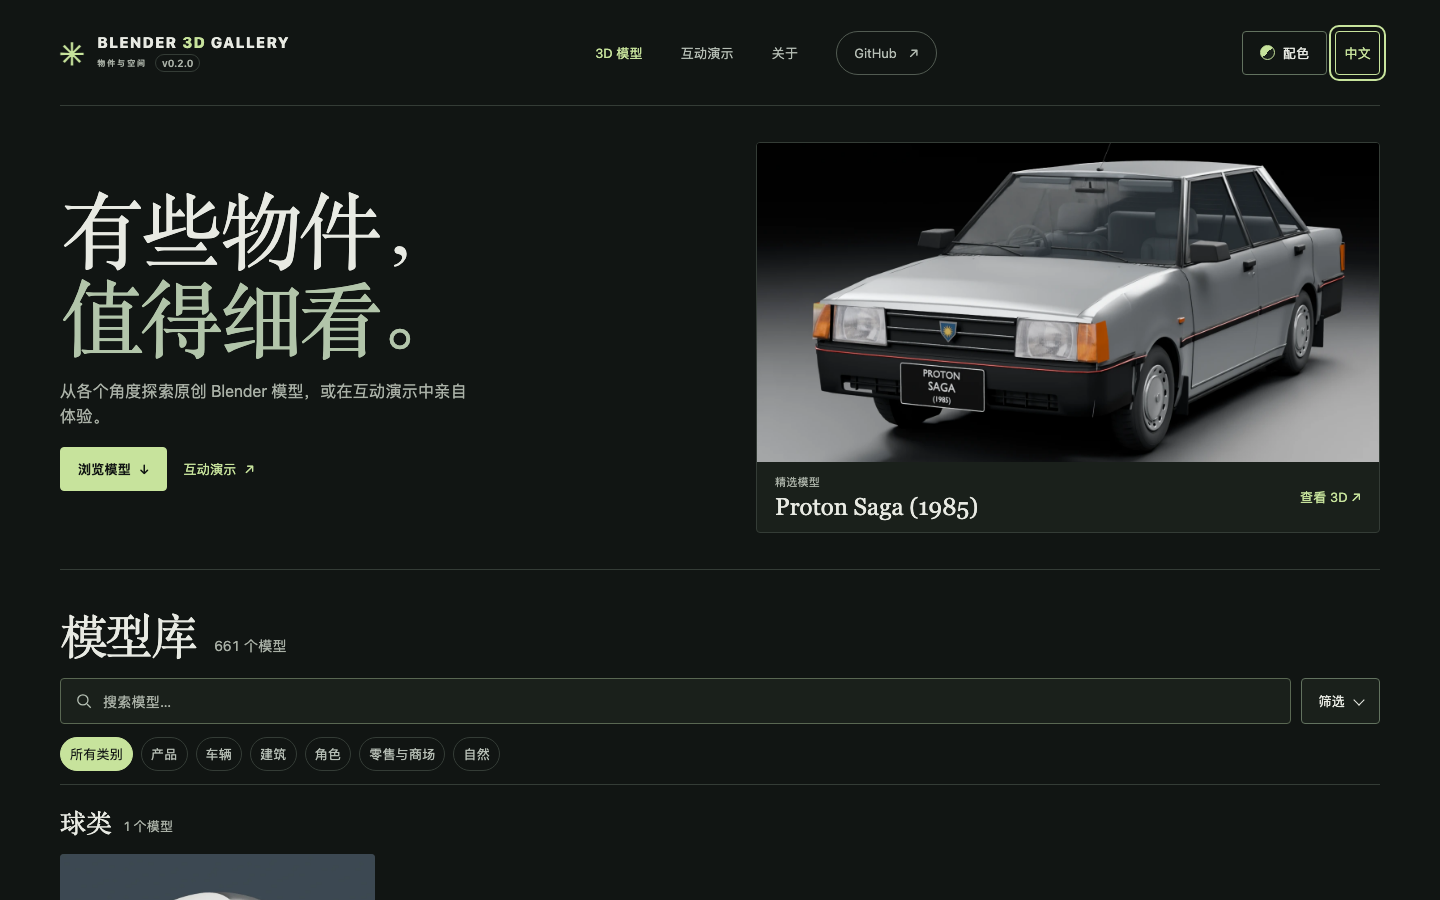 BLENDER 3D GALLERY
物件与空间 v0.2.0
3D 模型
互动演示
关于
GitHub ↗
配色
中文
有些物件，
值得细看。
从各个角度探索原创 Blender 模型，或在互动演示中亲自
体验。
浏览模型 ↓
互动演示 ↗
PROTON
SAGA
(1985)
精选模型
Proton Saga (1985)
查看 3D ↗
模型库 661 个模型
搜索模型...
筛选
所有类别
产品
车辆
建筑
角色
零售与商场
自然
球类 1 个模型